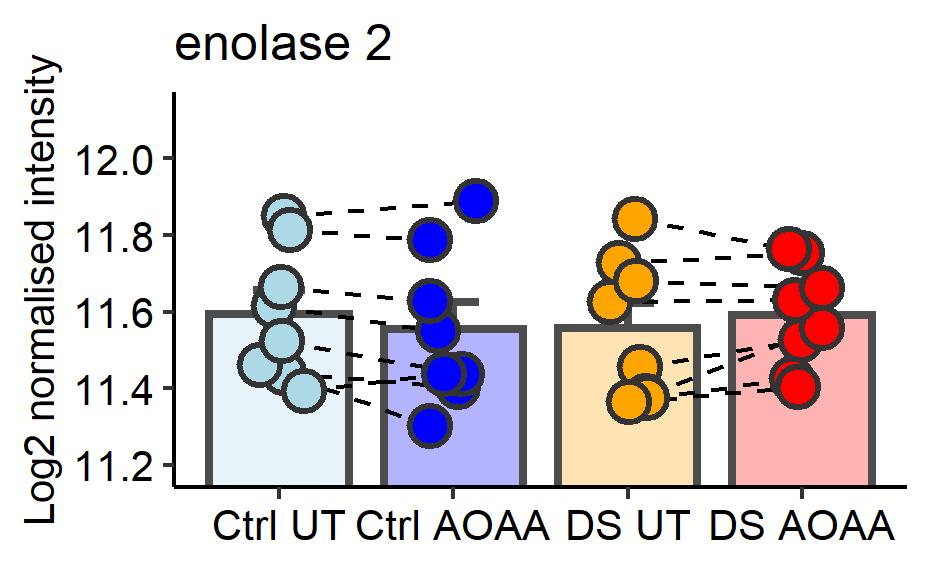 enolase 2
Log2 normalised intensity
12.0
11.8
11.6
11.4
11.2
Ctrl UT Ctrl AOAA DS UT DS AOAA